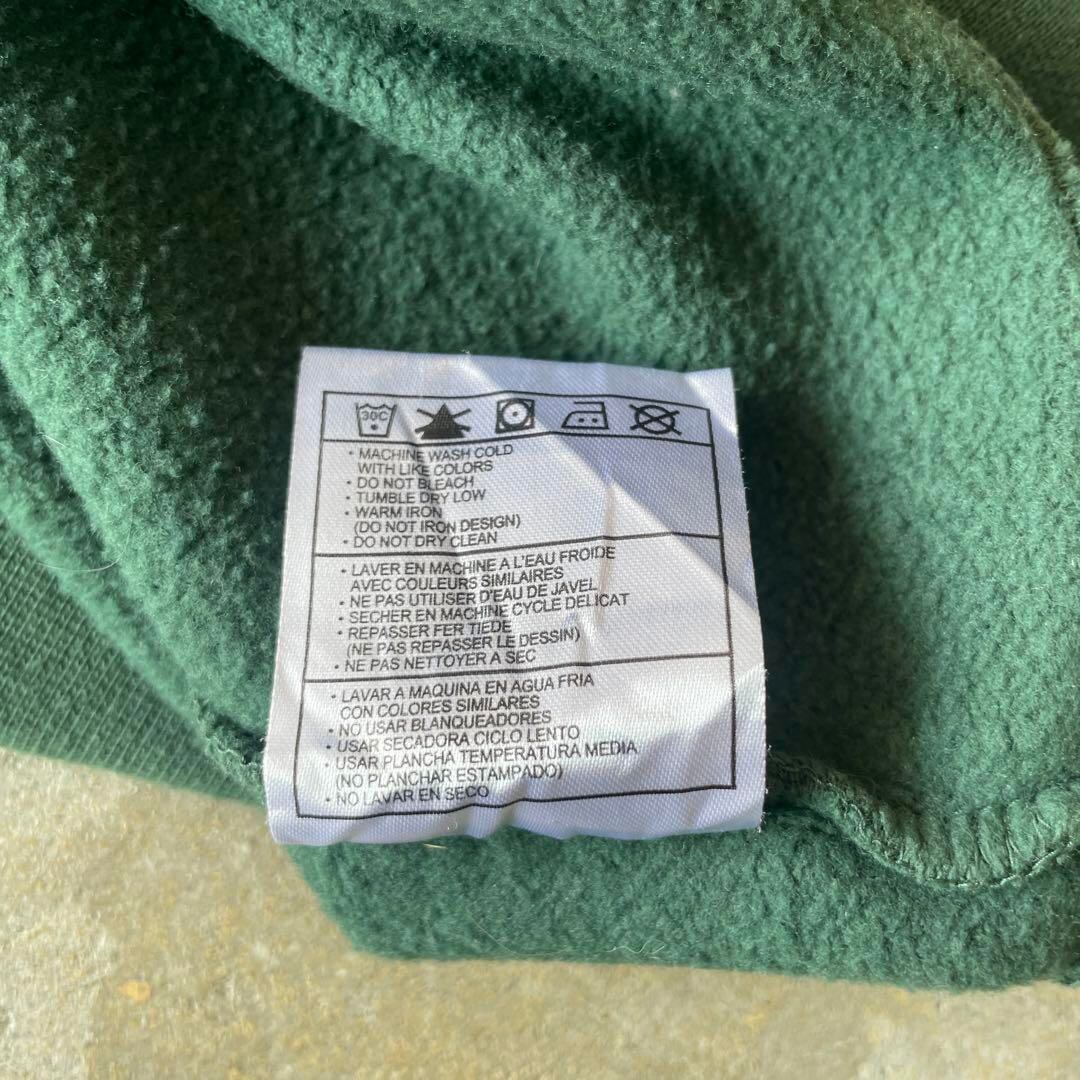 30C
• MACHINE WASH COLD
WITH LIKE COLORS
• DO NOT BLEACH
• TUMBLE DRY LOW
• WARM IRON
(DO NOT IRON DESIGN)
• DO NOT DRY CLEAN
• LAVER EN MACHINE A L'EAU FROIDE
AVEC COULEURS SIMILAIRES
• NE PAS UTILISER D'EAU DE JAVEL
• SECHER EN MACHINE CYCLE DELICAT
• REPASSER FER TIEDE
(NE PAS REPASSER LE DESSIN)
• NE PAS NETTOYER A SEC
• LAVAR A MAQUINA EN AGUA FRIA
CON COLORES SIMILARES
• NO USAR BLANQUEADORES
• USAR SECADORA CICLO LENTO
• USAR PLANCHA TEMPERATURA MEDIA
(NO PLANCHAR ESTAMPADO)
• NO LAVAR EN SECO